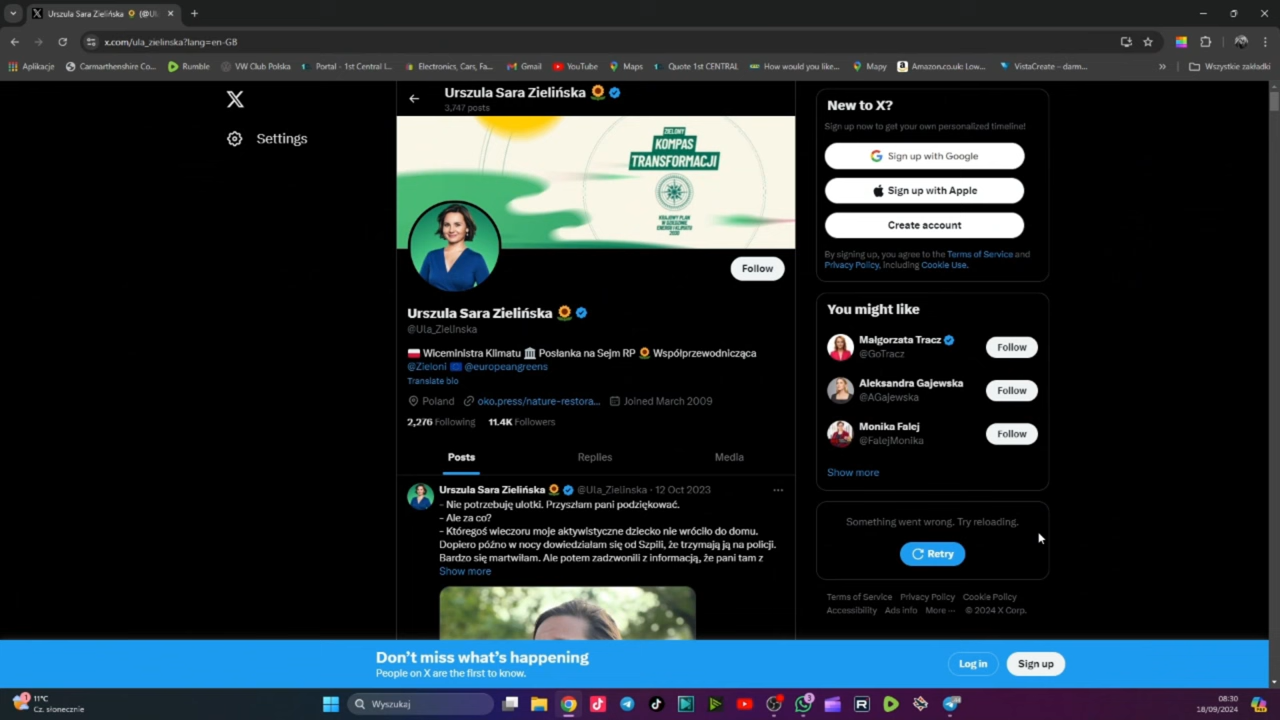 Urszula Sara Zielińska
x.com/ula_zielinska?lang=en-GB
Aplikacje
Carmarthenshire Co...
Rumble
VW Club Polska
Portal - 1st Central I...
Electronics, Cars, Fa...
Gmail
YouTube
Maps
Quote 1st CENTRAL
How would you like...
Mapy
Amazon.co.uk: Low...
VistaCreate – darm...
Wszystkie zakładki
Settings
Urszula Sara Zielińska 🌻
3,747 posts
ZIELONY
KOMPAS
TRANSFORMACJI
KRAJOWY PLAN
W DZIEDZINIE
ENERGII I KLIMATU
2030
Follow
Urszula Sara Zielińska 🌻
@Ula_Zielinska
🇵🇱 Wiceministra Klimatu 🏛 Posłanka na Sejm RP 🌻 Współprzewodnicząca
@Zieloni 🇪🇺 @europeangreens
Translate bio
Poland oko.press/nature-restora... Joined March 2009
2,276 Following 11.4K Followers
Posts Replies Media
Urszula Sara Zielińska 🌻 @Ula_Zielinska · 12 Oct 2023
- Nie potrzebuję ulotki. Przyszłam pani podziękować.
- Ale za co?
- Któregoś wieczoru moje aktywistyczne dziecko nie wróciło do domu.
Dopiero późno w nocy dowiedziałam się od Szpili, że trzymają ją na policji.
Bardzo się martwiłam. Ale potem zadzwonili z informacją, że pani tam z
Show more
New to X?
Sign up now to get your own personalized timeline!
Sign up with Google
Sign up with Apple
Create account
By signing up, you agree to the Terms of Service and
Privacy Policy, including Cookie Use.
You might like
Małgorzata Tracz
@GoTracz
Follow
Aleksandra Gajewska
@AGajewska
Follow
Monika Falej
@FalejMonika
Follow
Show more
Something went wrong. Try reloading.
Retry
Terms of Service Privacy Policy Cookie Policy
Accessibility Ads info More ··· © 2024 X Corp.
Don't miss what's happening
People on X are the first to know.
Log in
Sign up
11°C
Cz. słonecznie
Wyszukaj
08:30
18/09/2024